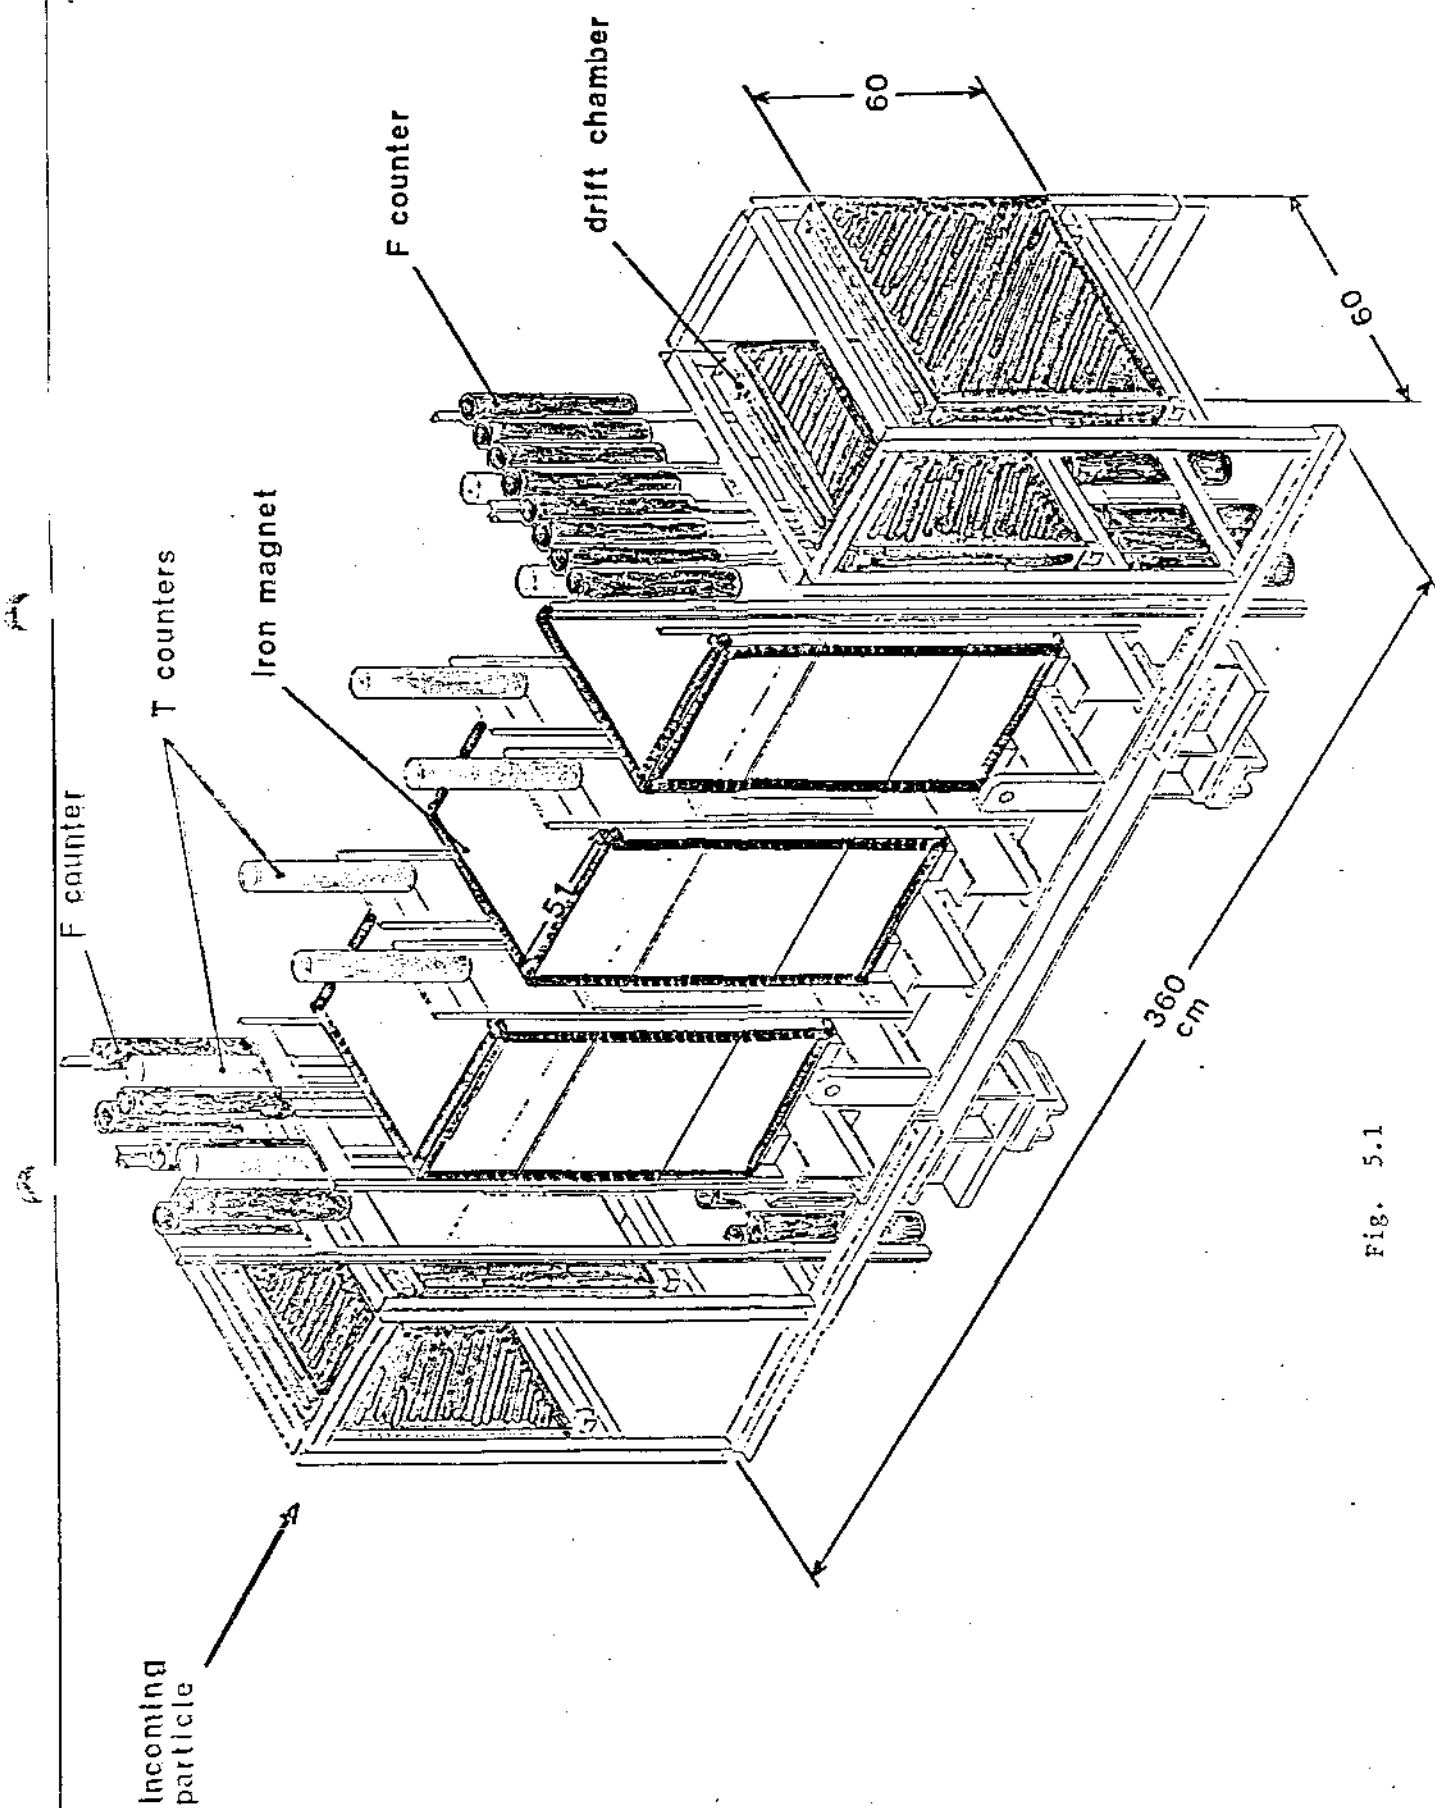 Incoming
particle
F counter
T counters
Iron magnet
F counter
drift chamber
60
60
51
360
cm
Fig. 5.1